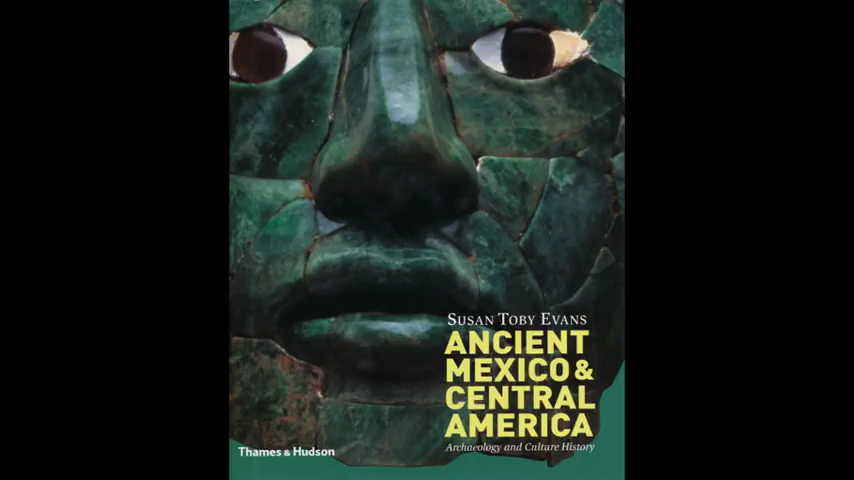 SUSAN TOBY EVANS
ANCIENT
MEXICO &
CENTRAL
AMERICA
Archaeology and Culture History
Thames & Hudson